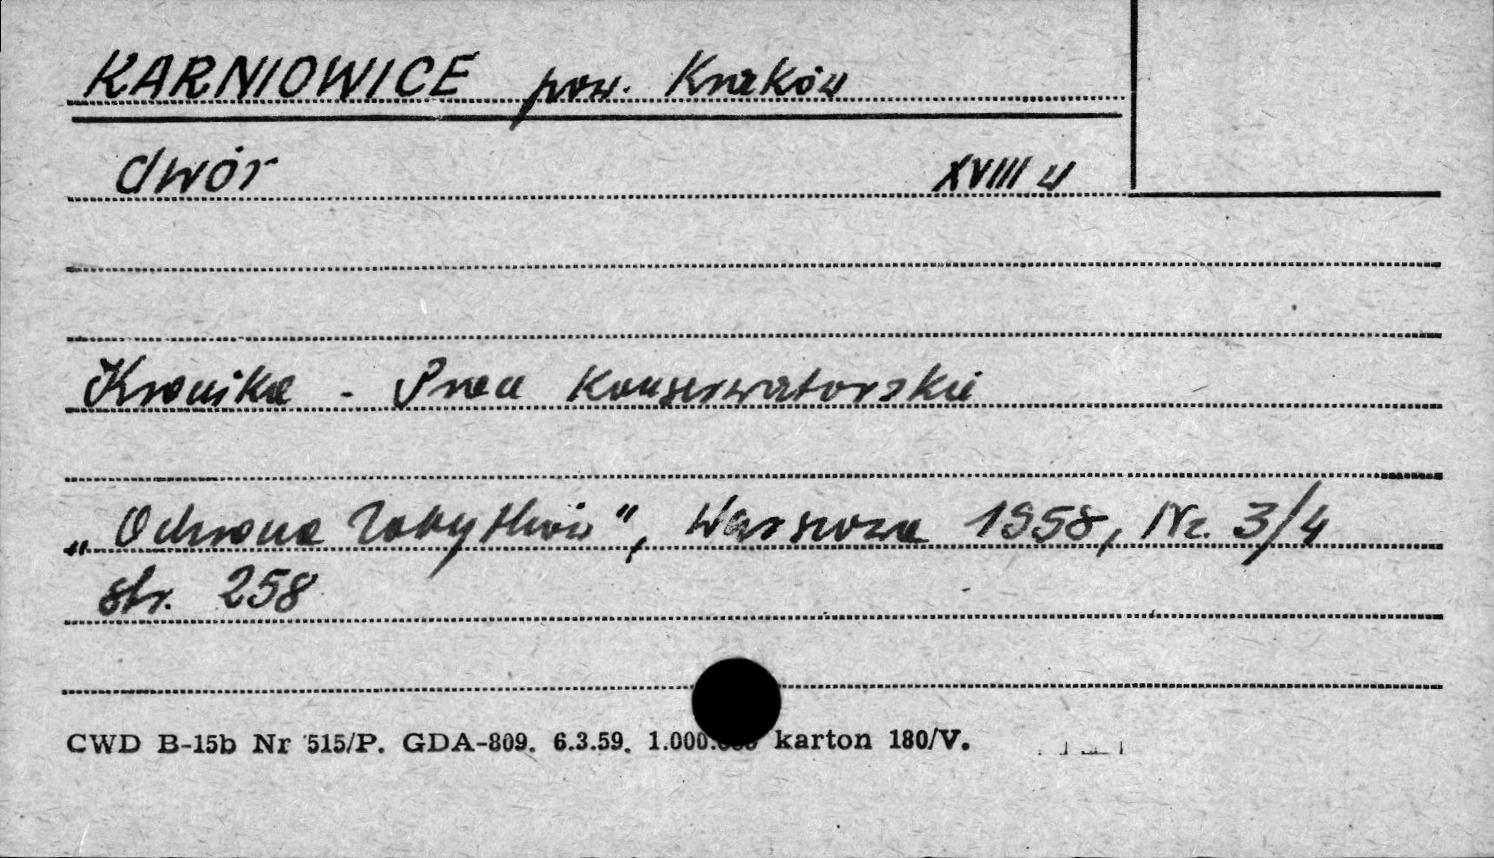 KARNIOWICE pow. Kraków
dwór XVIII w
Kronika - Prace Konserwatorskie
„Ochrona Zabytków", Warszawa 1958, Nr. 3/4
str. 258
CWD B-15b Nr 515/P. GDA-809. 6.3.59. 1.000.000 karton 180/V.